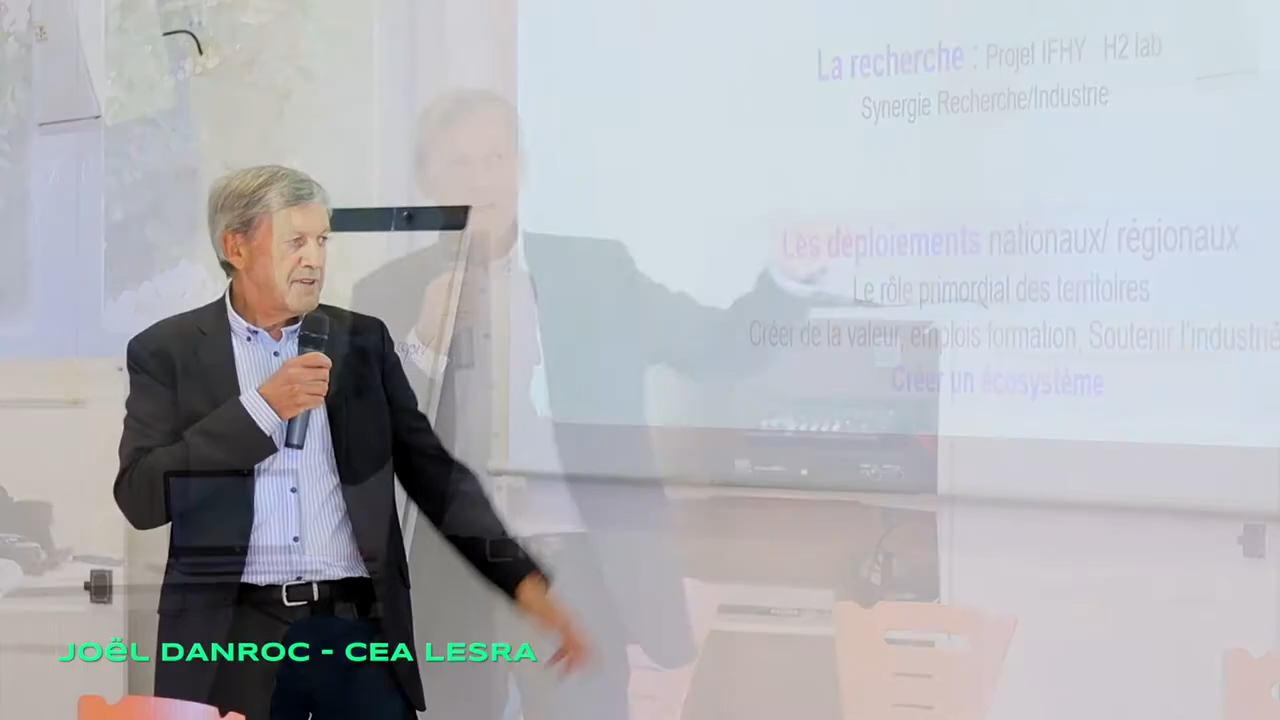 La recherche : Projet IFHY H2 lab
Synergie Recherche/Industrie
Les déploiements nationaux/ régionaux
Le rôle primordial des territoires
Créer de la valeur, emplois formation, Soutenir l'industrie
Créer un écosystème
JOËL DANROC - CEA LESRA